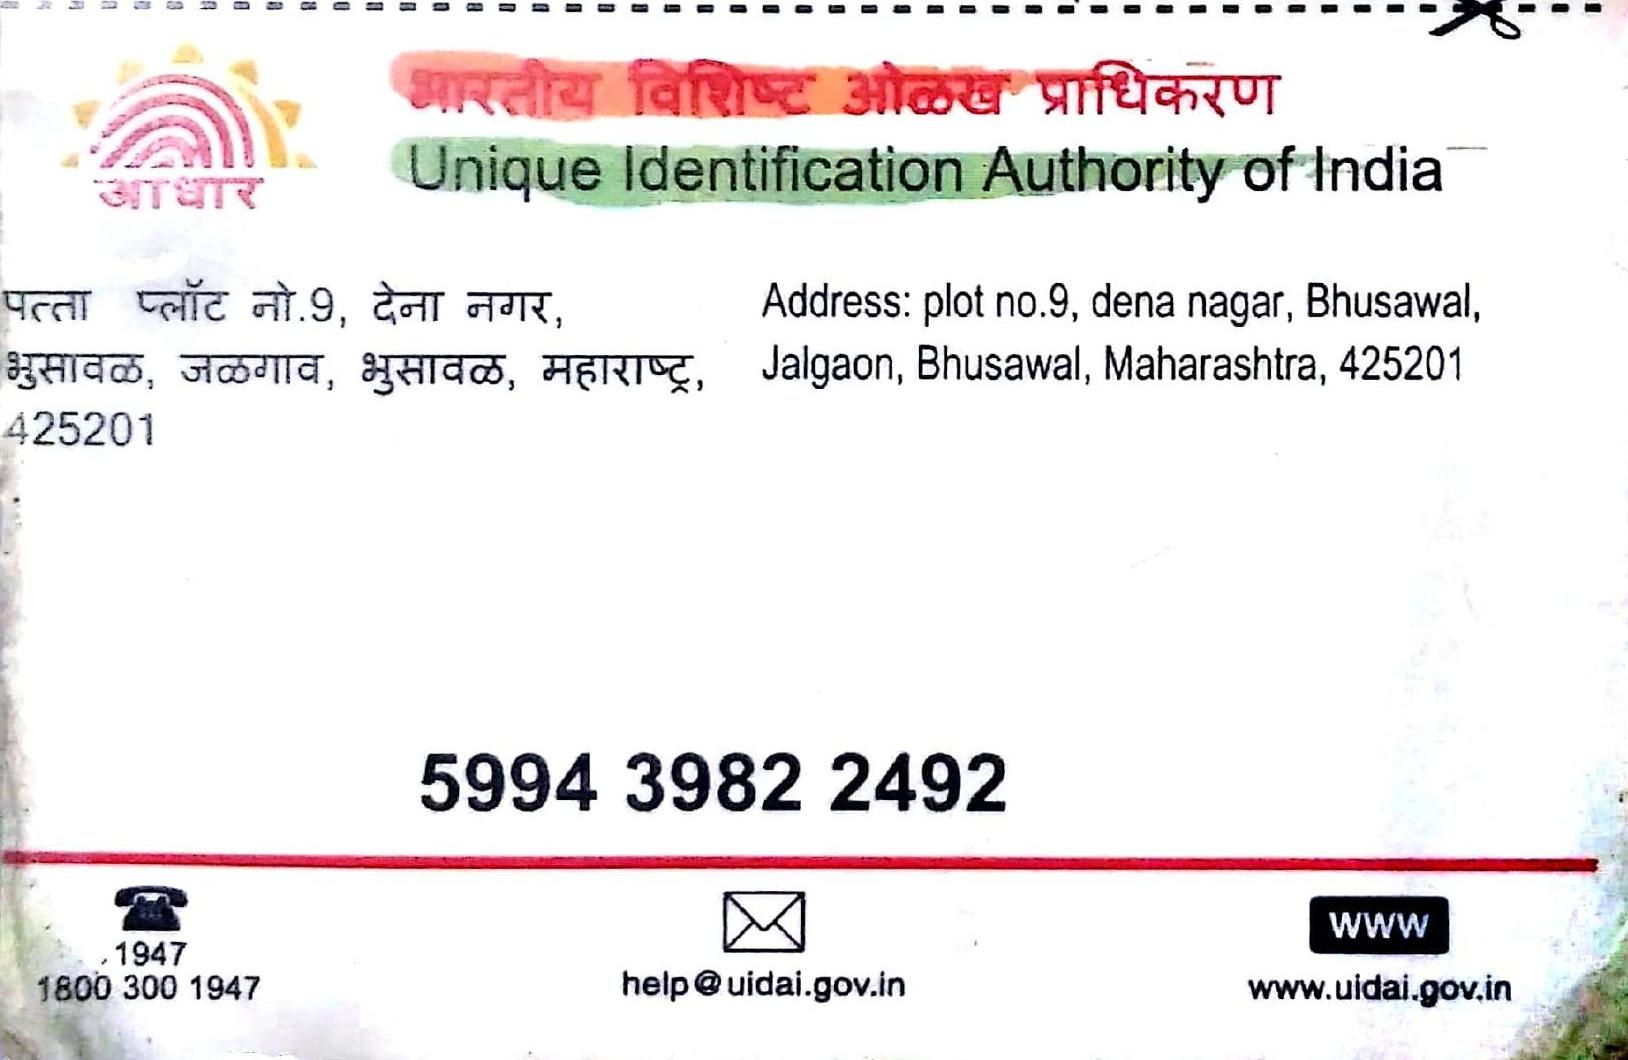 आधार
भारतीय विशिष्ट ओळख प्राधिकरण
Unique Identification Authority of India
पत्ता प्लॉट नो.9, देना नगर,
भुसावळ, जळगाव, भुसावळ, महाराष्ट्र,
425201
Address: plot no.9, dena nagar, Bhusawal,
Jalgaon, Bhusawal, Maharashtra, 425201
5994 3982 2492
1947
1800 300 1947
help@uidai.gov.in
www
www.uidai.gov.in